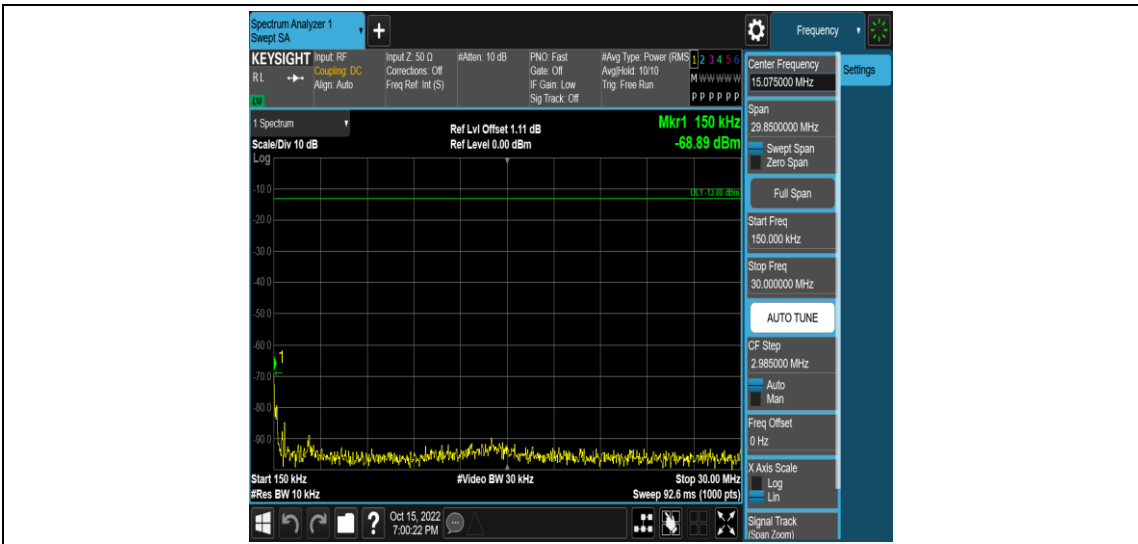 Spectrum Analyzer 1
Swept SA
+
Frequency
KEYSIGHT
RL
LXI
Input: RF
Coupling: DC
Align: Auto
Input Z: 50 Ω
Corrections: Off
Freq Ref: Int (S)
#Atten: 10 dB
PNO: Fast
Gate: Off
IF Gain: Low
Sig Track: Off
#Avg Type: Power (RMS
Avg|Hold: 10/10
Trig: Free Run
1 2 3 4 5 6
M W W W W W
P P P P P P
1 Spectrum
Scale/Div 10 dB
Log
Ref Lvl Offset 1.11 dB
Ref Level 0.00 dBm
Mkr1 150 kHz
-68.89 dBm
DL1 -13.00 dBm
-10.0
-20.0
-30.0
-40.0
-50.0
-60.0
1
-70.0
-80.0
-90.0
Start 150 kHz
#Res BW 10 kHz
#Video BW 30 kHz
Stop 30.00 MHz
Sweep 92.6 ms (1000 pts)
Center Frequency
15.075000 MHz
Settings
Span
29.8500000 MHz
Swept Span
Zero Span
Full Span
Start Freq
150.000 kHz
Stop Freq
30.000000 MHz
AUTO TUNE
CF Step
2.985000 MHz
Auto
Man
Freq Offset
0 Hz
X Axis Scale
Log
Lin
Signal Track
(Span Zoom)
?
Oct 15, 2022
7:00:22 PM